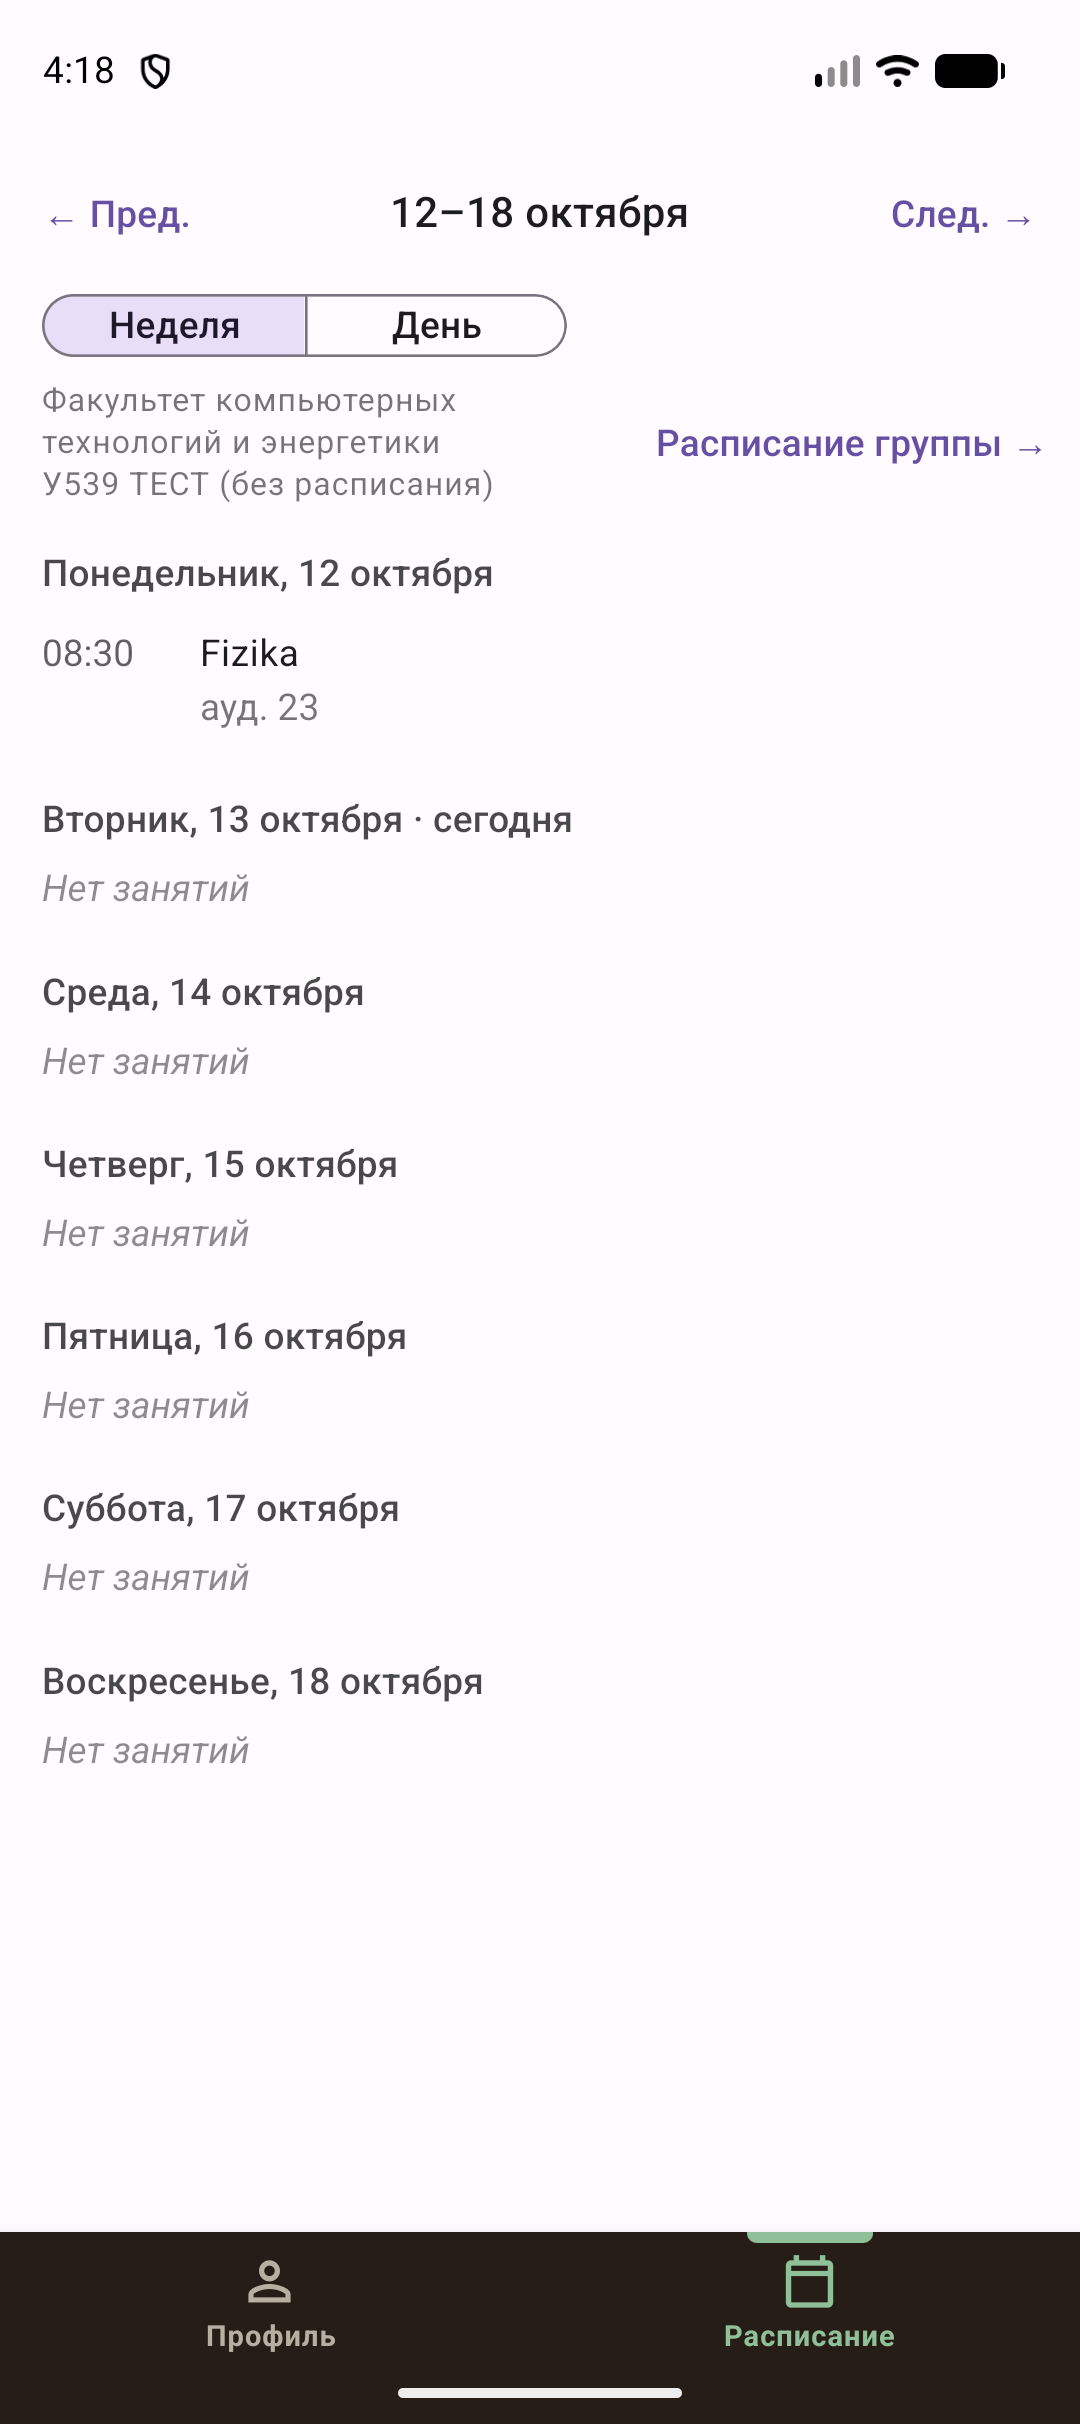 4:18
← Пред.
12–18 октября
След. →
Неделя
День
Факультет компьютерных
технологий и энергетики
У539 ТЕСТ (без расписания)
Расписание группы →
Понедельник, 12 октября
08:30
Fizika
ауд. 23
Вторник, 13 октября · сегодня
Нет занятий
Среда, 14 октября
Нет занятий
Четверг, 15 октября
Нет занятий
Пятница, 16 октября
Нет занятий
Суббота, 17 октября
Нет занятий
Воскресенье, 18 октября
Нет занятий
Профиль
Расписание